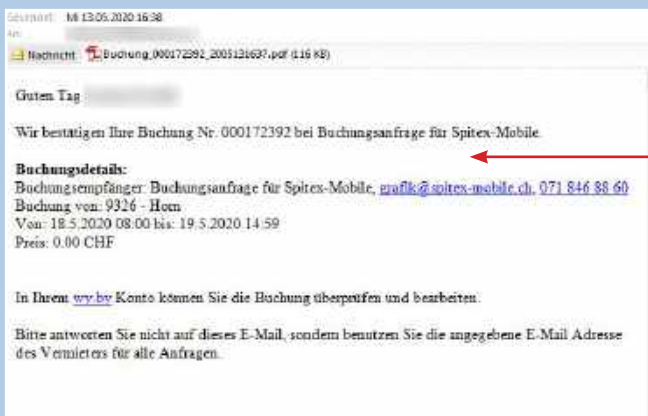 Gesendet: Mi 13.05.2020 16:38
An:
Nachricht Buchung_000172392_2005131637.pdf (116 KB)
Guten Tag
Wir bestätigen Ihre Buchung Nr. 000172392 bei Buchungsanfrage für Spitex-Mobile.
Buchungsdetails:
Buchungsempfänger: Buchungsanfrage für Spitex-Mobile, grafik@spitex-mobile.ch, 071 846 88 60
Buchung von: 9326 - Horn
Von: 18.5.2020 08:00 bis: 19.5.2020 14:59
Preis: 0.00 CHF
In Ihrem wy.by Konto können Sie die Buchung überprüfen und bearbeiten.
Bitte antworten Sie nicht auf dieses E-Mail, sondern benutzen Sie die angegebene E-Mail Adresse
des Vermieters für alle Anfragen.